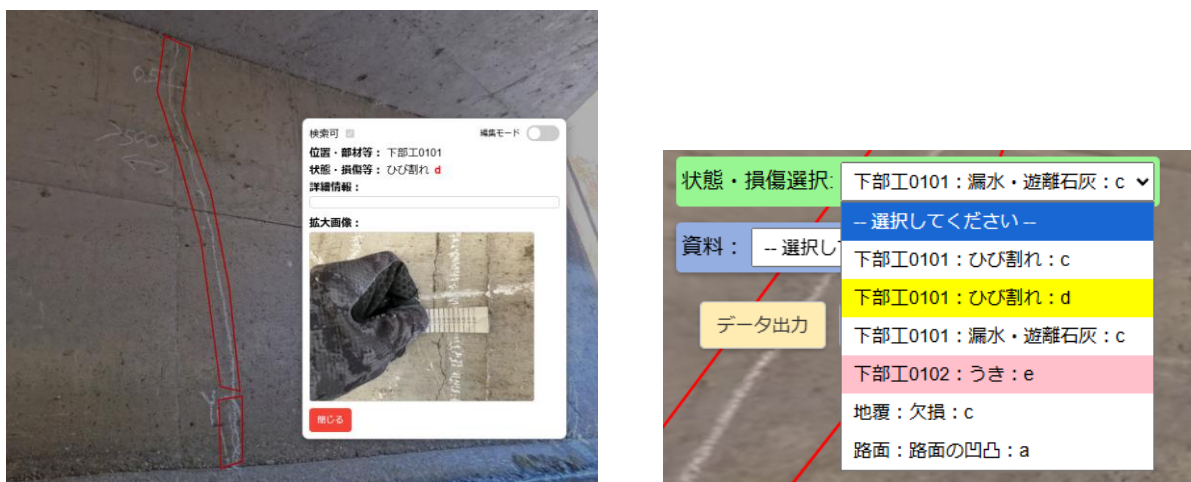 0.5
>500
検索可
編集モード
位置・部材等： 下部工0101
状態・損傷等： ひび割れ d
詳細情報：
拡大画像：
閉じる
状態・損傷選択: 下部工0101：漏水・遊離石灰：c
-- 選択してください --
資料： -- 選択し
下部工0101：ひび割れ：c
下部工0101：ひび割れ：d
データ出力
下部工0101：漏水・遊離石灰：c
下部工0102：うき：e
地覆：欠損：c
路面：路面の凹凸：a